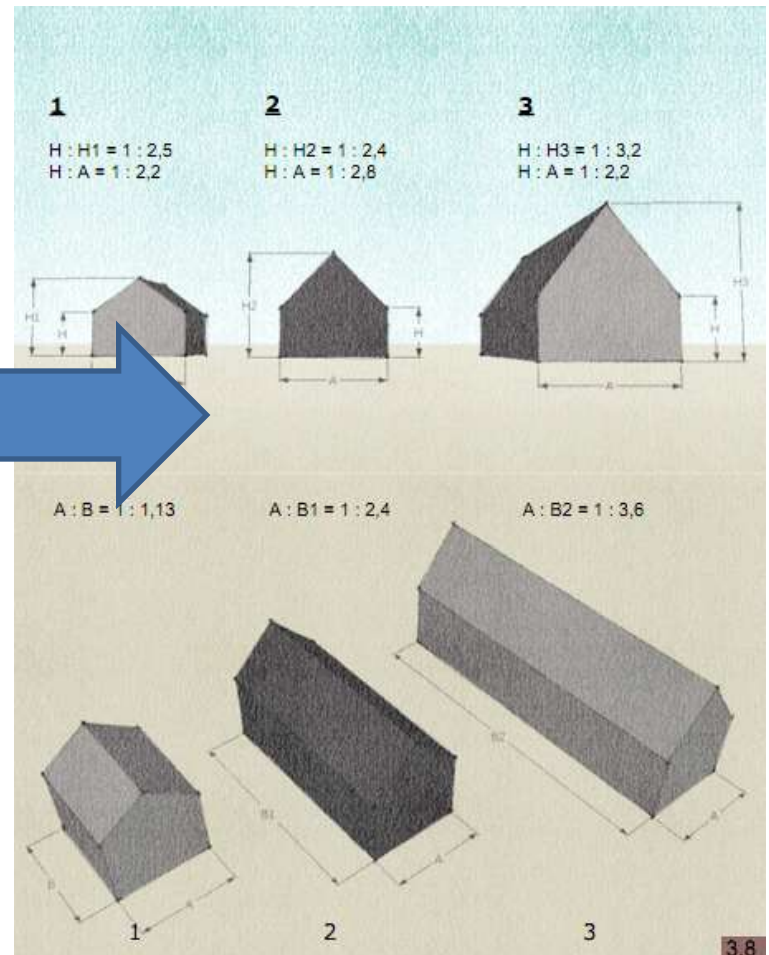 1
H : H1 = 1 : 2,5
H : A = 1 : 2,2
2
H : H2 = 1 : 2,4
H : A = 1 : 2,8
3
H : H3 = 1 : 3,2
H : A = 1 : 2,2
H1
H
H2
H
A
H3
H
A
A : B = 1 : 1,13
A : B1 = 1 : 2,4
A : B2 = 1 : 3,6
B
A
B1
A
B2
A
1
2
3
3.8